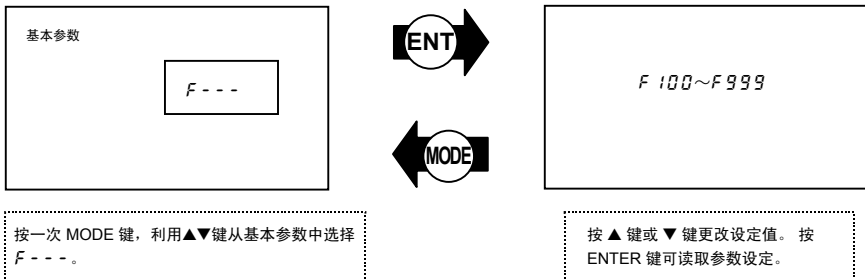 基本参数
F - - -
ENT
MODE
F 100～F 999
按一次 MODE 键，利用▲▼键从基本参数中选择
F - - - 。
按 ▲ 键或 ▼ 键更改设定值。 按
ENTER 键可读取参数设定。